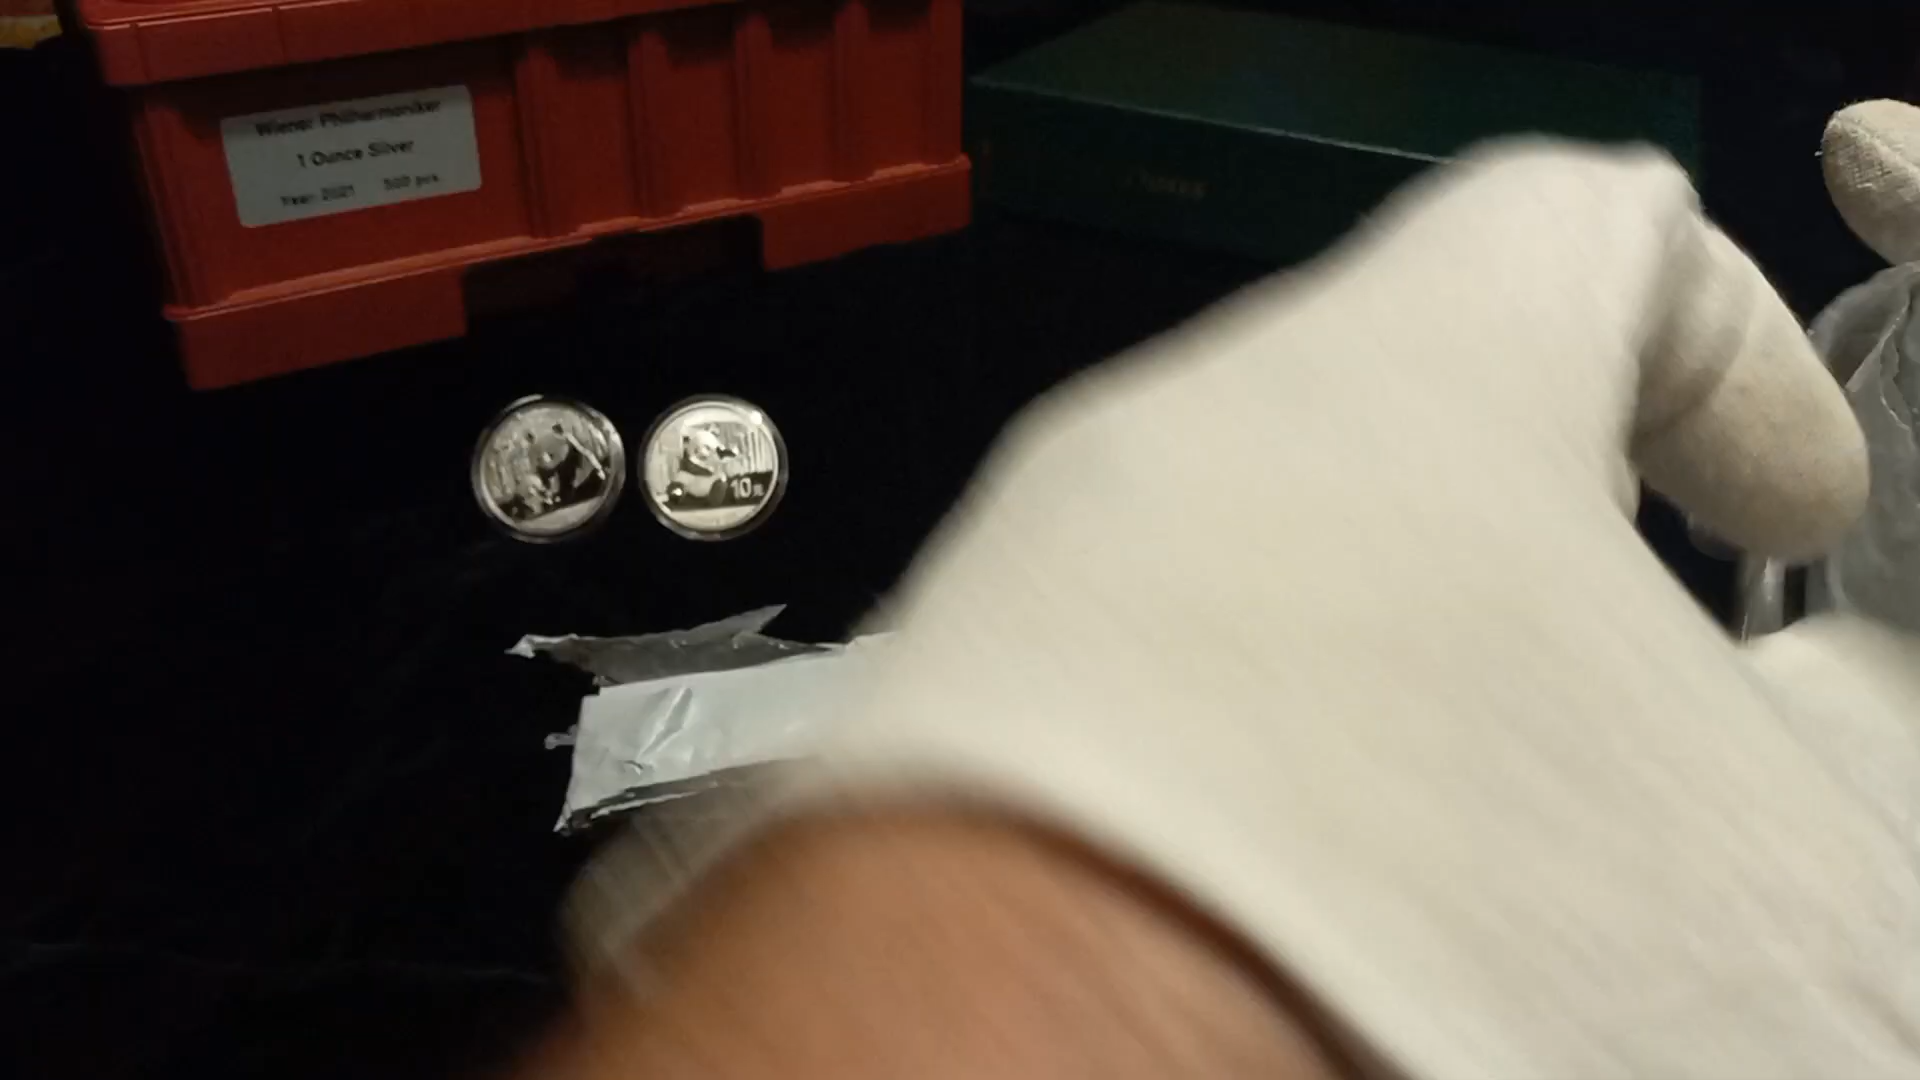 Wiener Philharmoniker
1 Ounce Silver
Year: 2021 500 pcs
10元